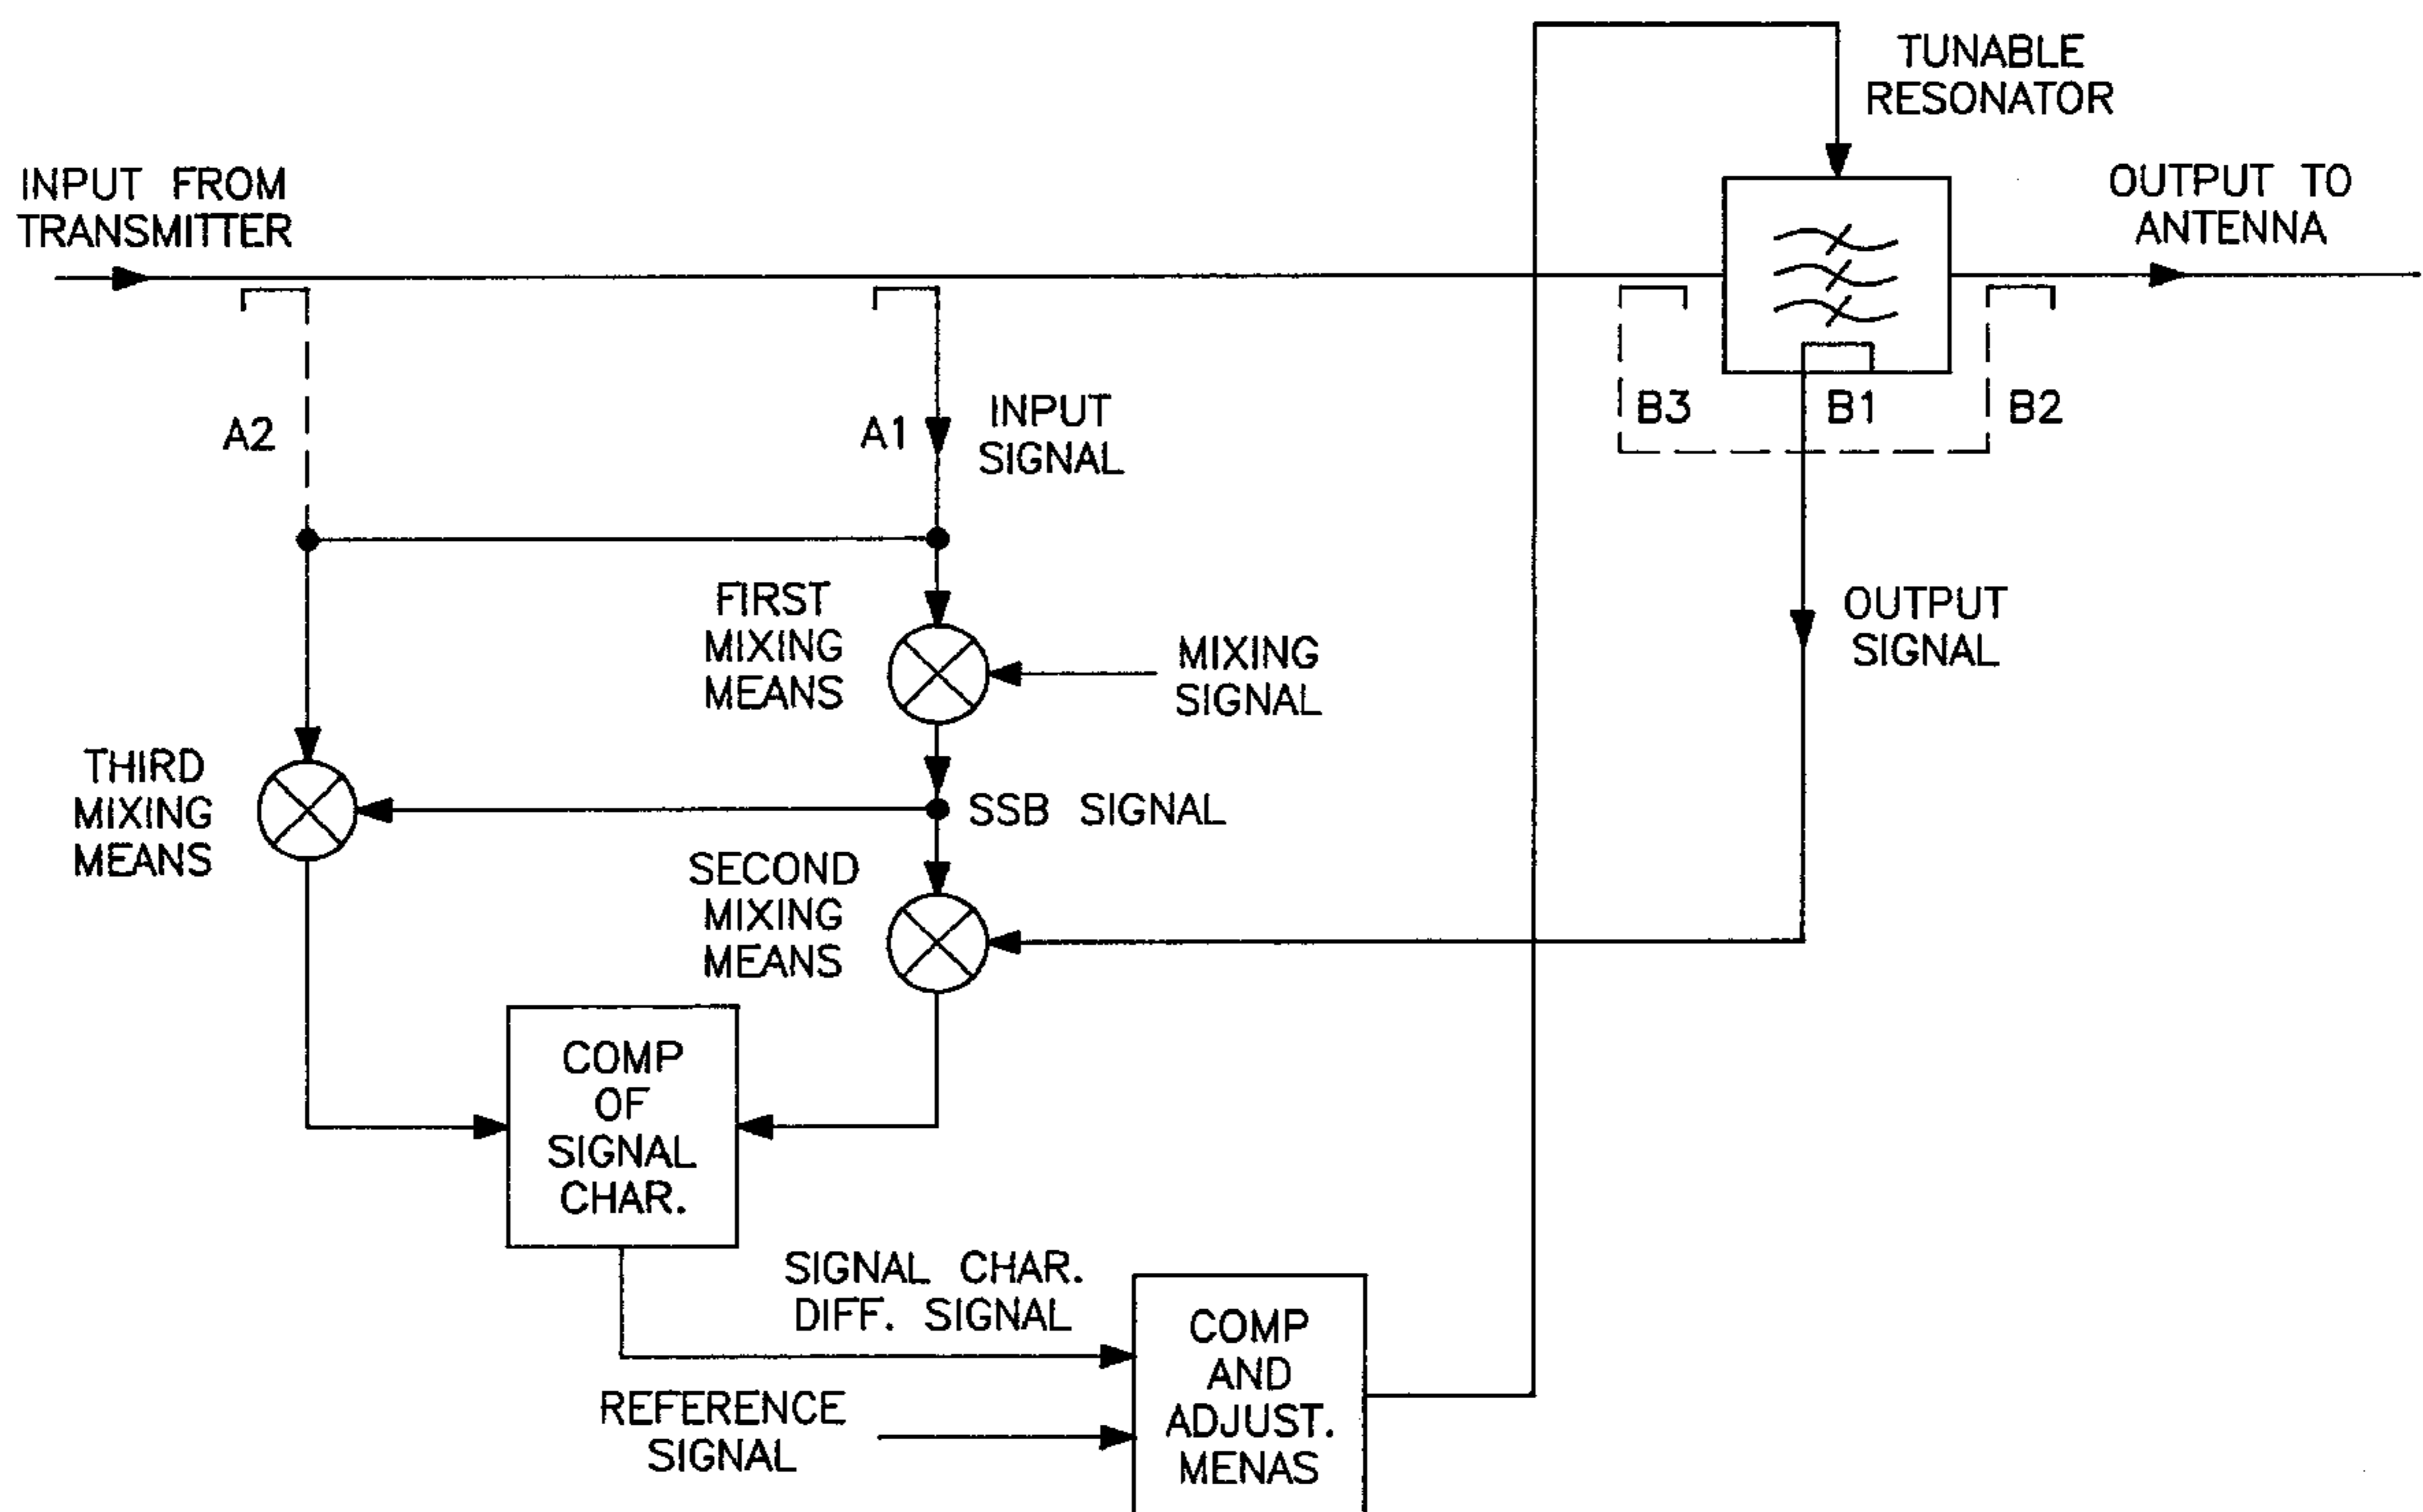 TUNABLE
RESONATOR
INPUT FROM
TRANSMITTER
OUTPUT TO
ANTENNA
A2
A1
INPUT
SIGNAL
B3
B1
B2
FIRST
MIXING
MEANS
MIXING
SIGNAL
OUTPUT
SIGNAL
THIRD
MIXING
MEANS
SSB SIGNAL
SECOND
MIXING
MEANS
COMP
OF
SIGNAL
CHAR.
SIGNAL CHAR.
DIFF. SIGNAL
REFERENCE
SIGNAL
COMP
AND
ADJUST.
MENAS